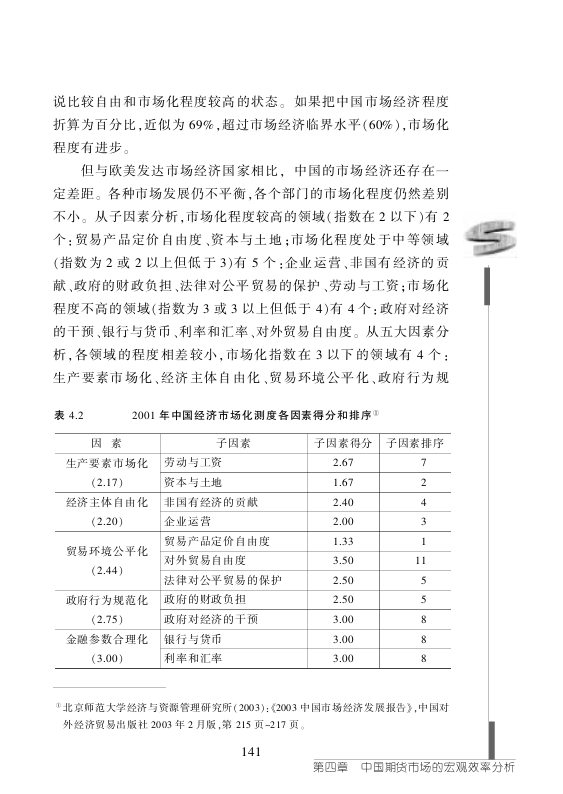 说比较自由和市场化程度较高的状态。如果把中国市场经济程度
折算为百分比,近似为69%,超过市场经济临界水平(60%),市场化
程度有进步。
但与欧美发达市场经济国家相比，中国的市场经济还存在一
定差距。各种市场发展仍不平衡,各个部门的市场化程度仍然差别
不小。从子因素分析,市场化程度较高的领域(指数在2以下)有2
个:贸易产品定价自由度、资本与土地;市场化程度处于中等领域
(指数为2或2以上但低于3)有5个:企业运营、非国有经济的贡
献、政府的财政负担、法律对公平贸易的保护、劳动与工资;市场化
程度不高的领域(指数为3或3以上但低于4)有4个:政府对经济
的干预、银行与货币、利率和汇率、对外贸易自由度。从五大因素分
析,各领域的程度相差较小,市场化指数在3以下的领域有4个:
生产要素市场化、经济主体自由化、贸易环境公平化、政府行为规
表 4.2 2001年中国经济市场化测度各因素得分和排序①
因 素 子因素 子因素得分 子因素排序
生产要素市场化 劳动与工资 2.67 7
(2.17) 资本与土地 1.67 2
经济主体自由化 非国有经济的贡献 2.40 4
(2.20) 企业运营 2.00 3
贸易环境公平化 贸易产品定价自由度 1.33 1
(2.44) 对外贸易自由度 3.50 11
法律对公平贸易的保护 2.50 5
政府行为规范化 政府的财政负担 2.50 5
(2.75) 政府对经济的干预 3.00 8
金融参数合理化 银行与货币 3.00 8
(3.00) 利率和汇率 3.00 8
①北京师范大学经济与资源管理研究所(2003):《2003中国市场经济发展报告》,中国对
外经济贸易出版社2003年2月版,第215页–217页。
141
第四章 中国期货市场的宏观效率分析